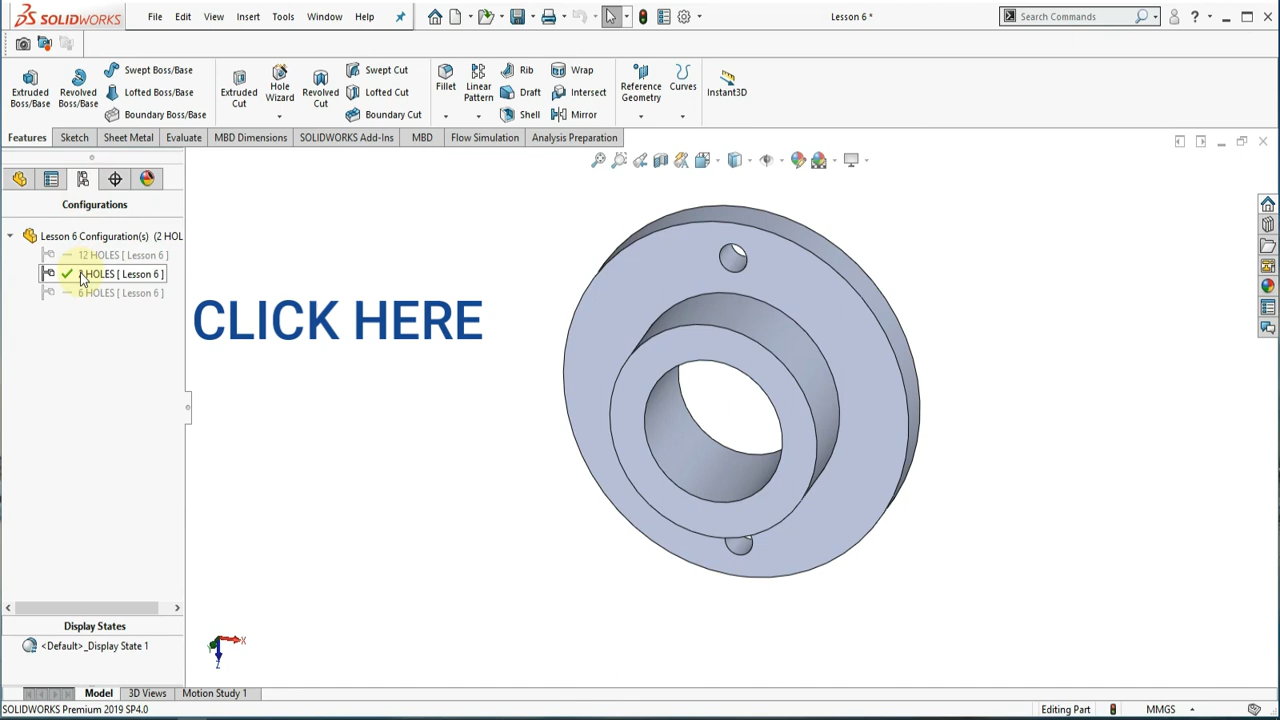 SOLIDWORKS
File Edit View Insert Tools Window Help
Lesson 6 *
Search Commands
Extruded Boss/Base
Revolved Boss/Base
Swept Boss/Base
Lofted Boss/Base
Boundary Boss/Base
Extruded Cut
Hole Wizard
Revolved Cut
Swept Cut
Lofted Cut
Boundary Cut
Fillet
Linear Pattern
Rib
Draft
Shell
Wrap
Intersect
Mirror
Reference Geometry
Curves
Instant3D
Features Sketch Sheet Metal Evaluate MBD Dimensions SOLIDWORKS Add-Ins MBD Flow Simulation Analysis Preparation
Configurations
Lesson 6 Configuration(s) (2 HOL
12 HOLES [ Lesson 6 ]
HOLES [ Lesson 6 ]
6 HOLES [ Lesson 6 ]
CLICK HERE
Display States
<Default>_Display State 1
X
Z
Model 3D Views Motion Study 1
SOLIDWORKS Premium 2019 SP4.0
Editing Part
MMGS